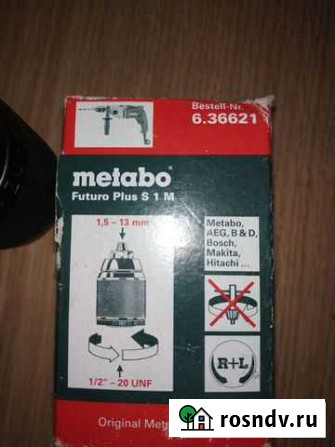 Bestell-Nr.
6.36621
metabo
Futuro Plus S 1 M
1,5 – 13 mm
Metabo,
AEG, B & D,
Bosch,
Makita,
Hitachi ...
R+L
1/2" – 20 UNF
Original Met
rosndv.ru